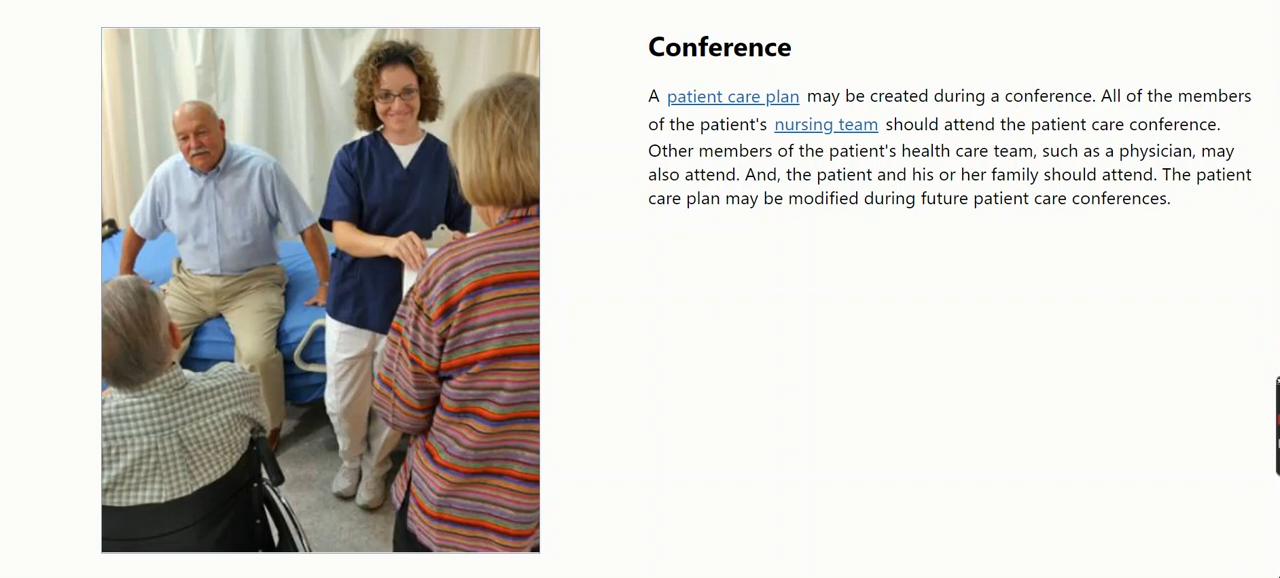 Conference
A patient care plan may be created during a conference. All of the members
of the patient's nursing team should attend the patient care conference.
Other members of the patient's health care team, such as a physician, may
also attend. And, the patient and his or her family should attend. The patient
care plan may be modified during future patient care conferences.